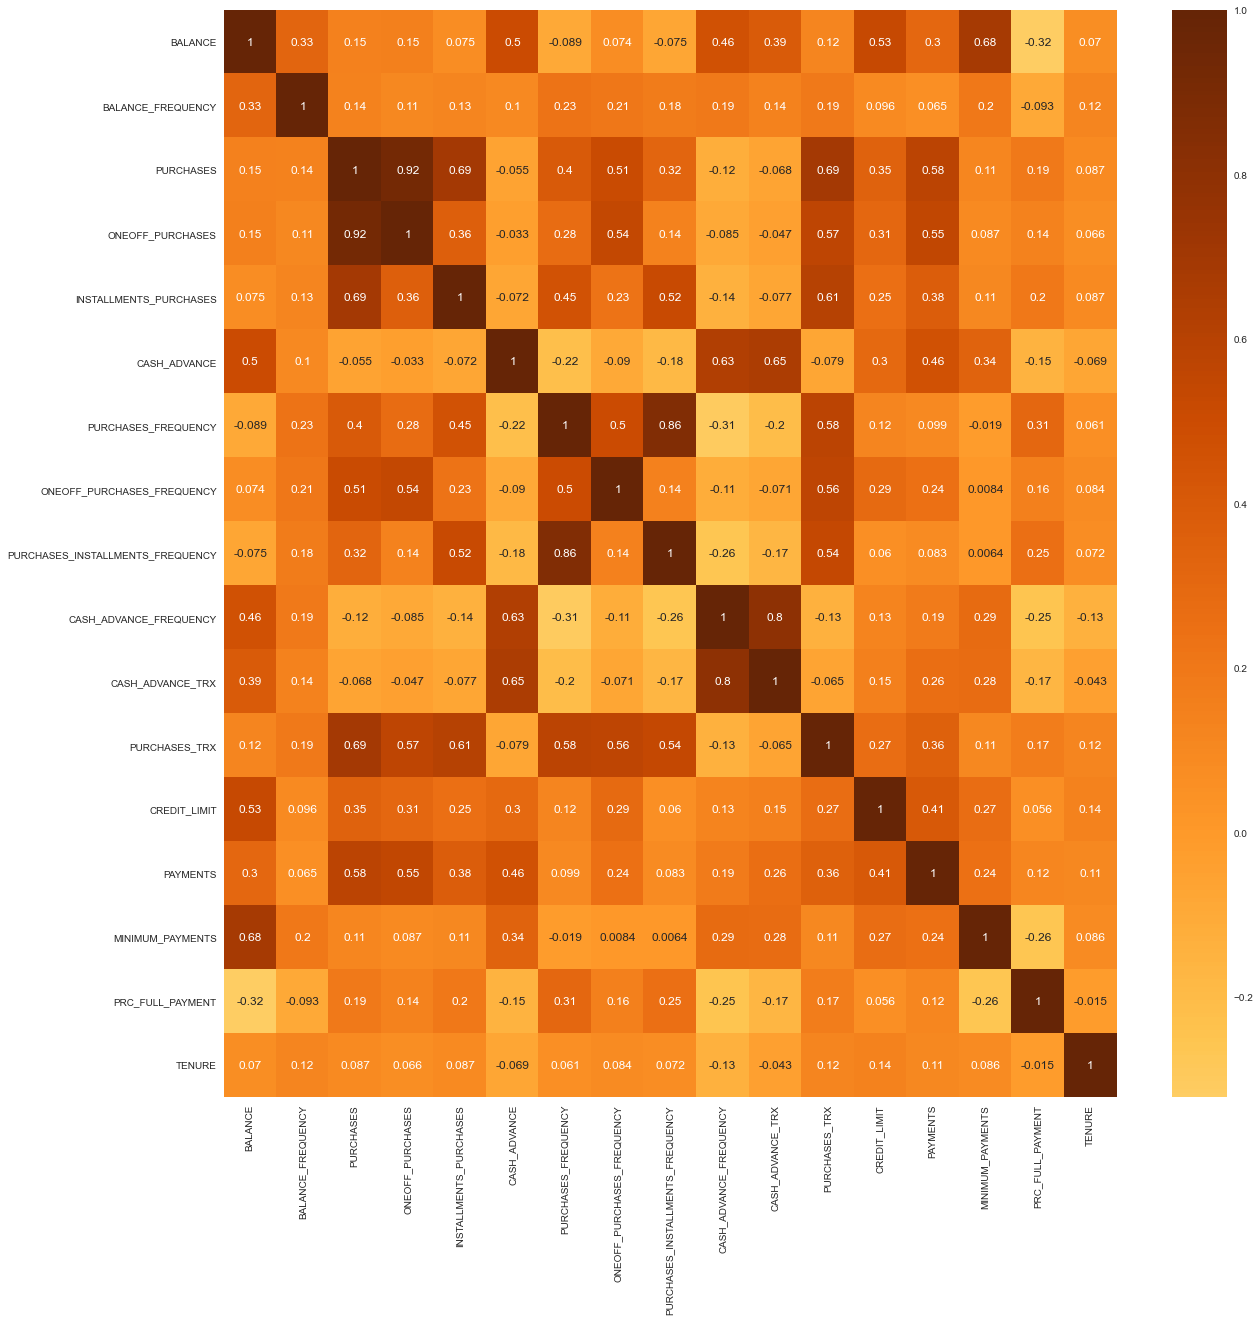 BALANCE 1 0.33 0.15 0.15 0.075 0.5 -0.089 0.074 -0.075 0.46 0.39 0.12 0.53 0.3 0.68 -0.32 0.07
BALANCE_FREQUENCY 0.33 1 0.14 0.11 0.13 0.1 0.23 0.21 0.18 0.19 0.14 0.19 0.096 0.065 0.2 -0.093 0.12
PURCHASES 0.15 0.14 1 0.92 0.69 -0.055 0.4 0.51 0.32 -0.12 -0.068 0.69 0.35 0.58 0.11 0.19 0.087
ONEOFF_PURCHASES 0.15 0.11 0.92 1 0.36 -0.033 0.28 0.54 0.14 -0.085 -0.047 0.57 0.31 0.55 0.087 0.14 0.066
INSTALLMENTS_PURCHASES 0.075 0.13 0.69 0.36 1 -0.072 0.45 0.23 0.52 -0.14 -0.077 0.61 0.25 0.38 0.11 0.2 0.087
CASH_ADVANCE 0.5 0.1 -0.055 -0.033 -0.072 1 -0.22 -0.09 -0.18 0.63 0.65 -0.079 0.3 0.46 0.34 -0.15 -0.069
PURCHASES_FREQUENCY -0.089 0.23 0.4 0.28 0.45 -0.22 1 0.5 0.86 -0.31 -0.2 0.58 0.12 0.099 -0.019 0.31 0.061
ONEOFF_PURCHASES_FREQUENCY 0.074 0.21 0.51 0.54 0.23 -0.09 0.5 1 0.14 -0.11 -0.071 0.56 0.29 0.24 0.0084 0.16 0.084
PURCHASES_INSTALLMENTS_FREQUENCY -0.075 0.18 0.32 0.14 0.52 -0.18 0.86 0.14 1 -0.26 -0.17 0.54 0.06 0.083 0.0064 0.25 0.072
CASH_ADVANCE_FREQUENCY 0.46 0.19 -0.12 -0.085 -0.14 0.63 -0.31 -0.11 -0.26 1 0.8 -0.13 0.13 0.19 0.29 -0.25 -0.13
CASH_ADVANCE_TRX 0.39 0.14 -0.068 -0.047 -0.077 0.65 -0.2 -0.071 -0.17 0.8 1 -0.065 0.15 0.26 0.28 -0.17 -0.043
PURCHASES_TRX 0.12 0.19 0.69 0.57 0.61 -0.079 0.58 0.56 0.54 -0.13 -0.065 1 0.27 0.36 0.11 0.17 0.12
CREDIT_LIMIT 0.53 0.096 0.35 0.31 0.25 0.3 0.12 0.29 0.06 0.13 0.15 0.27 1 0.41 0.27 0.056 0.14
PAYMENTS 0.3 0.065 0.58 0.55 0.38 0.46 0.099 0.24 0.083 0.19 0.26 0.36 0.41 1 0.24 0.12 0.11
MINIMUM_PAYMENTS 0.68 0.2 0.11 0.087 0.11 0.34 -0.019 0.0084 0.0064 0.29 0.28 0.11 0.27 0.24 1 -0.26 0.086
PRC_FULL_PAYMENT -0.32 -0.093 0.19 0.14 0.2 -0.15 0.31 0.16 0.25 -0.25 -0.17 0.17 0.056 0.12 -0.26 1 -0.015
TENURE 0.07 0.12 0.087 0.066 0.087 -0.069 0.061 0.084 0.072 -0.13 -0.043 0.12 0.14 0.11 0.086 -0.015 1
BALANCE
BALANCE_FREQUENCY
PURCHASES
ONEOFF_PURCHASES
INSTALLMENTS_PURCHASES
CASH_ADVANCE
PURCHASES_FREQUENCY
ONEOFF_PURCHASES_FREQUENCY
PURCHASES_INSTALLMENTS_FREQUENCY
CASH_ADVANCE_FREQUENCY
CASH_ADVANCE_TRX
PURCHASES_TRX
CREDIT_LIMIT
PAYMENTS
MINIMUM_PAYMENTS
PRC_FULL_PAYMENT
TENURE
1.0
0.8
0.6
0.4
0.2
0.0
−0.2